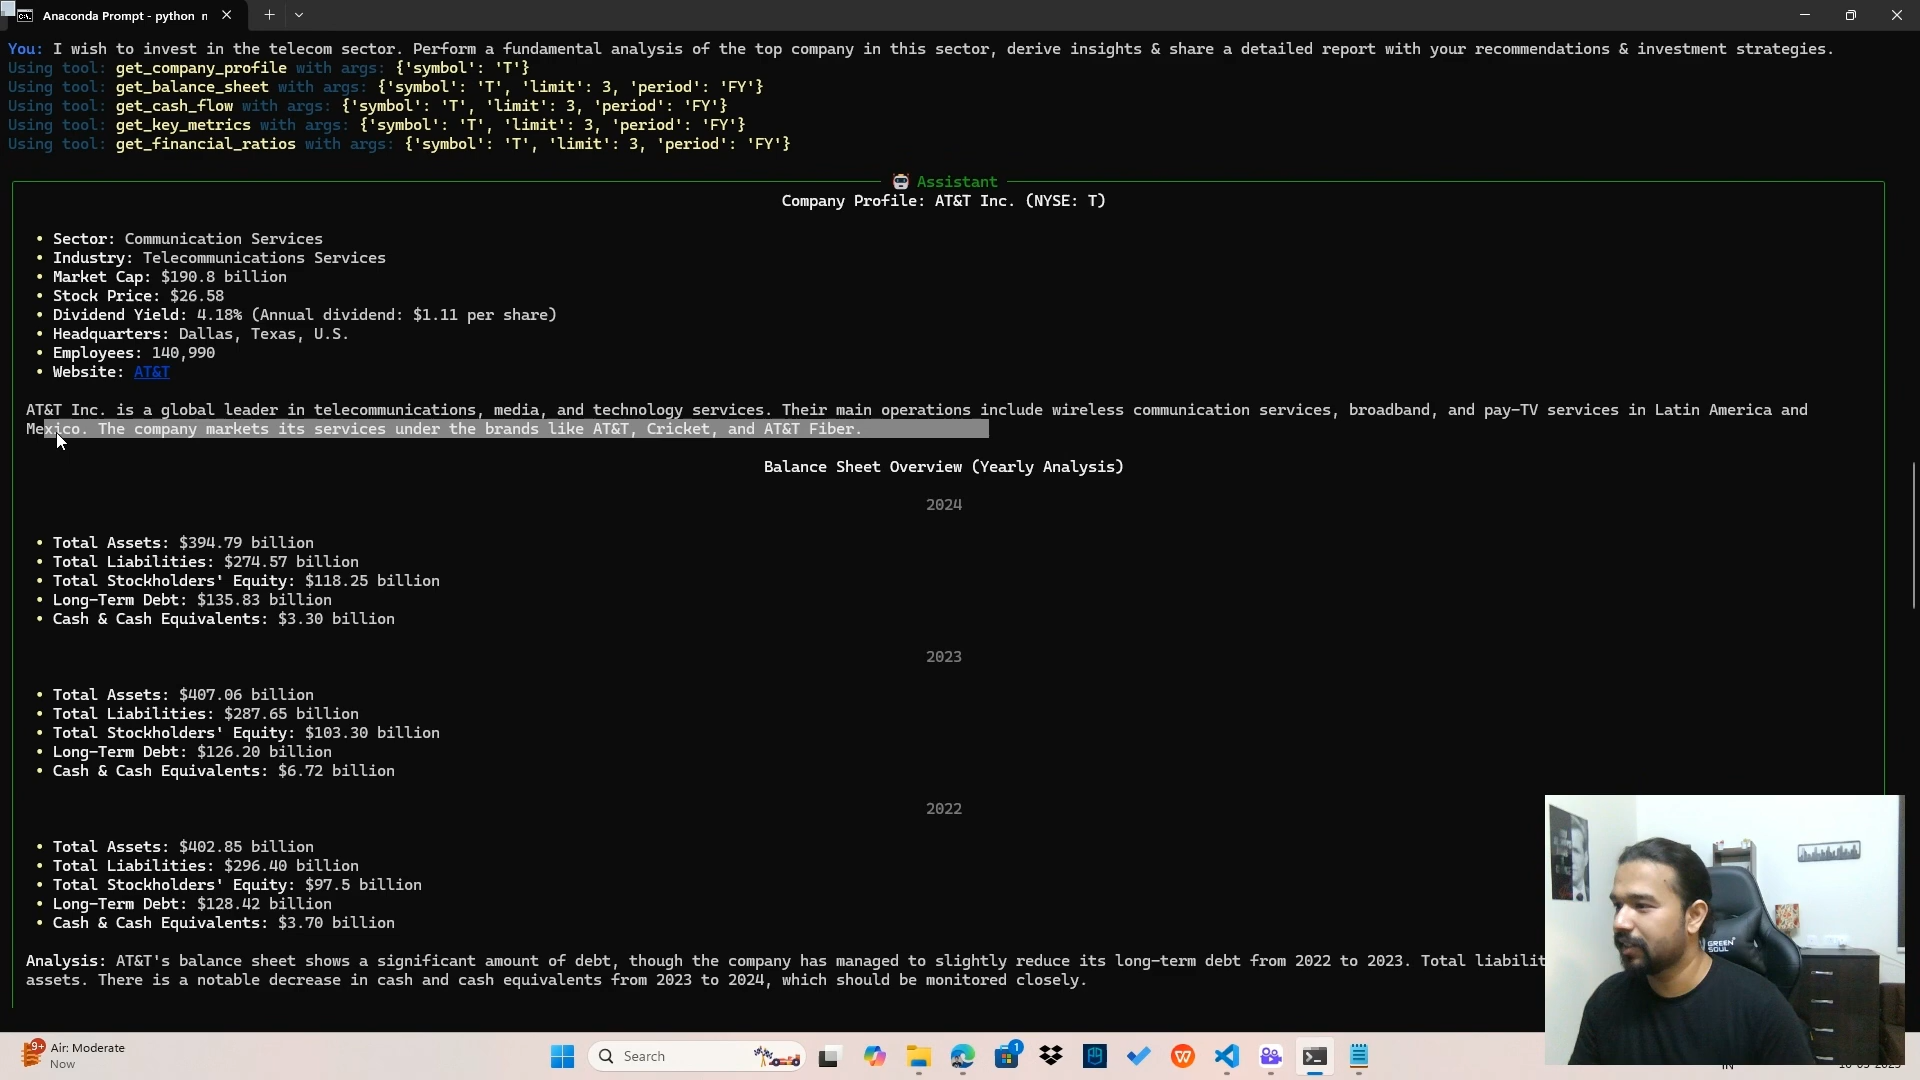 Anaconda Prompt - python n
You: I wish to invest in the telecom sector. Perform a fundamental analysis of the top company in this sector, derive insights & share a detailed report with your recommendations & investment strategies.
Using tool: get_company_profile with args: {'symbol': 'T'}
Using tool: get_balance_sheet with args: {'symbol': 'T', 'limit': 3, 'period': 'FY'}
Using tool: get_cash_flow with args: {'symbol': 'T', 'limit': 3, 'period': 'FY'}
Using tool: get_key_metrics with args: {'symbol': 'T', 'limit': 3, 'period': 'FY'}
Using tool: get_financial_ratios with args: {'symbol': 'T', 'limit': 3, 'period': 'FY'}
Assistant
Company Profile: AT&T Inc. (NYSE: T)
• Sector: Communication Services
• Industry: Telecommunications Services
• Market Cap: $190.8 billion
• Stock Price: $26.58
• Dividend Yield: 4.18% (Annual dividend: $1.11 per share)
• Headquarters: Dallas, Texas, U.S.
• Employees: 140,990
• Website: AT&T
AT&T Inc. is a global leader in telecommunications, media, and technology services. Their main operations include wireless communication services, broadband, and pay-TV services in Latin America and
Mexico. The company markets its services under the brands like AT&T, Cricket, and AT&T Fiber.
Balance Sheet Overview (Yearly Analysis)
2024
• Total Assets: $394.79 billion
• Total Liabilities: $274.57 billion
• Total Stockholders' Equity: $118.25 billion
• Long-Term Debt: $135.83 billion
• Cash & Cash Equivalents: $3.30 billion
2023
• Total Assets: $407.06 billion
• Total Liabilities: $287.65 billion
• Total Stockholders' Equity: $103.30 billion
• Long-Term Debt: $126.20 billion
• Cash & Cash Equivalents: $6.72 billion
2022
• Total Assets: $402.85 billion
• Total Liabilities: $296.40 billion
• Total Stockholders' Equity: $97.5 billion
• Long-Term Debt: $128.42 billion
• Cash & Cash Equivalents: $3.70 billion
Analysis: AT&T's balance sheet shows a significant amount of debt, though the company has managed to slightly reduce its long-term debt from 2022 to 2023. Total liabilit
assets. There is a notable decrease in cash and cash equivalents from 2023 to 2024, which should be monitored closely.
GREEN
SOUL
9+
Air: Moderate
Now
Search
1
IN